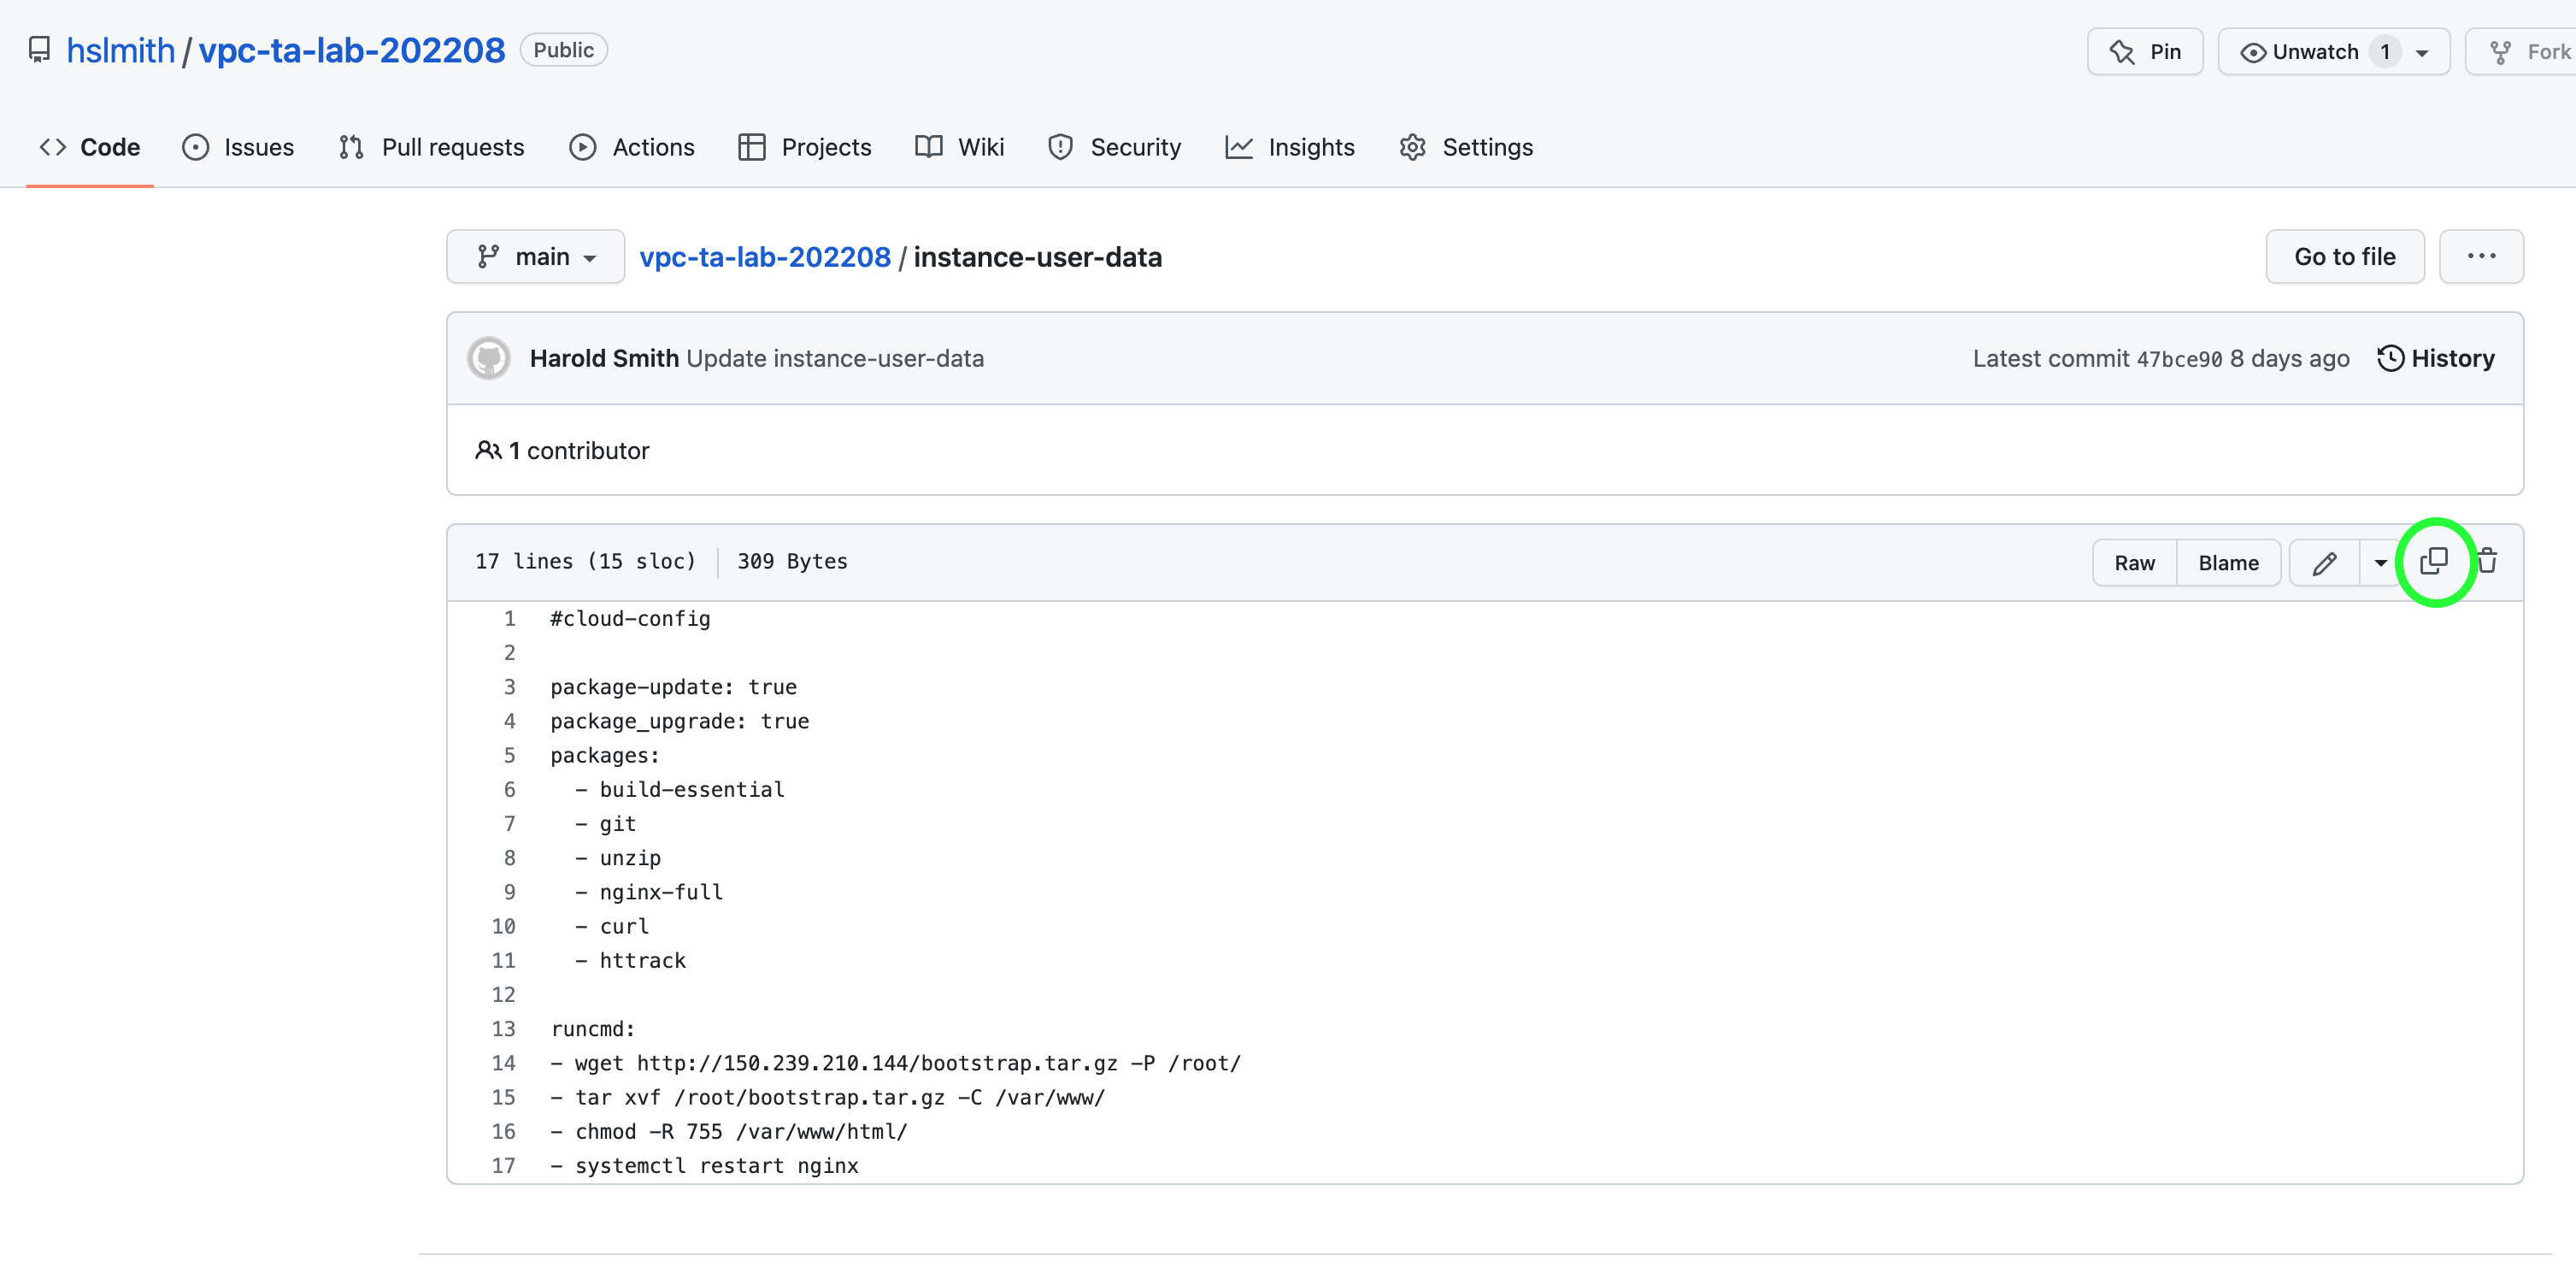 hslmith / vpc-ta-lab-202208 Public Pin Unwatch 1 Fork
Code Issues Pull requests Actions Projects Wiki Security Insights Settings
main vpc-ta-lab-202208 / instance-user-data Go to file ...
Harold Smith Update instance-user-data Latest commit 47bce90 8 days ago History
1 contributor
17 lines (15 sloc) 309 Bytes Raw Blame
1 #cloud-config
2
3 package-update: true
4 package_upgrade: true
5 packages:
6   - build-essential
7   - git
8   - unzip
9   - nginx-full
10   - curl
11   - httrack
12
13 runcmd:
14 - wget http://150.239.210.144/bootstrap.tar.gz -P /root/
15 - tar xvf /root/bootstrap.tar.gz -C /var/www/
16 - chmod -R 755 /var/www/html/
17 - systemctl restart nginx